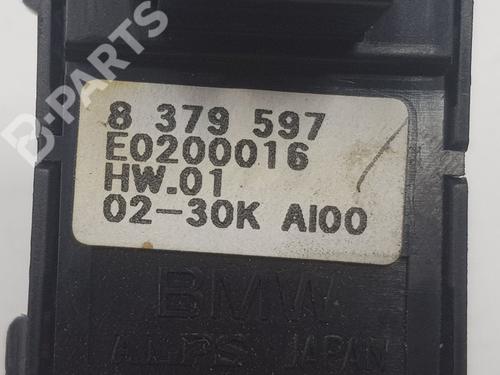 B-PARTS
8 379 597
E0200016
HW.01
02-30K AI00
BMW
ALPS JAPAN